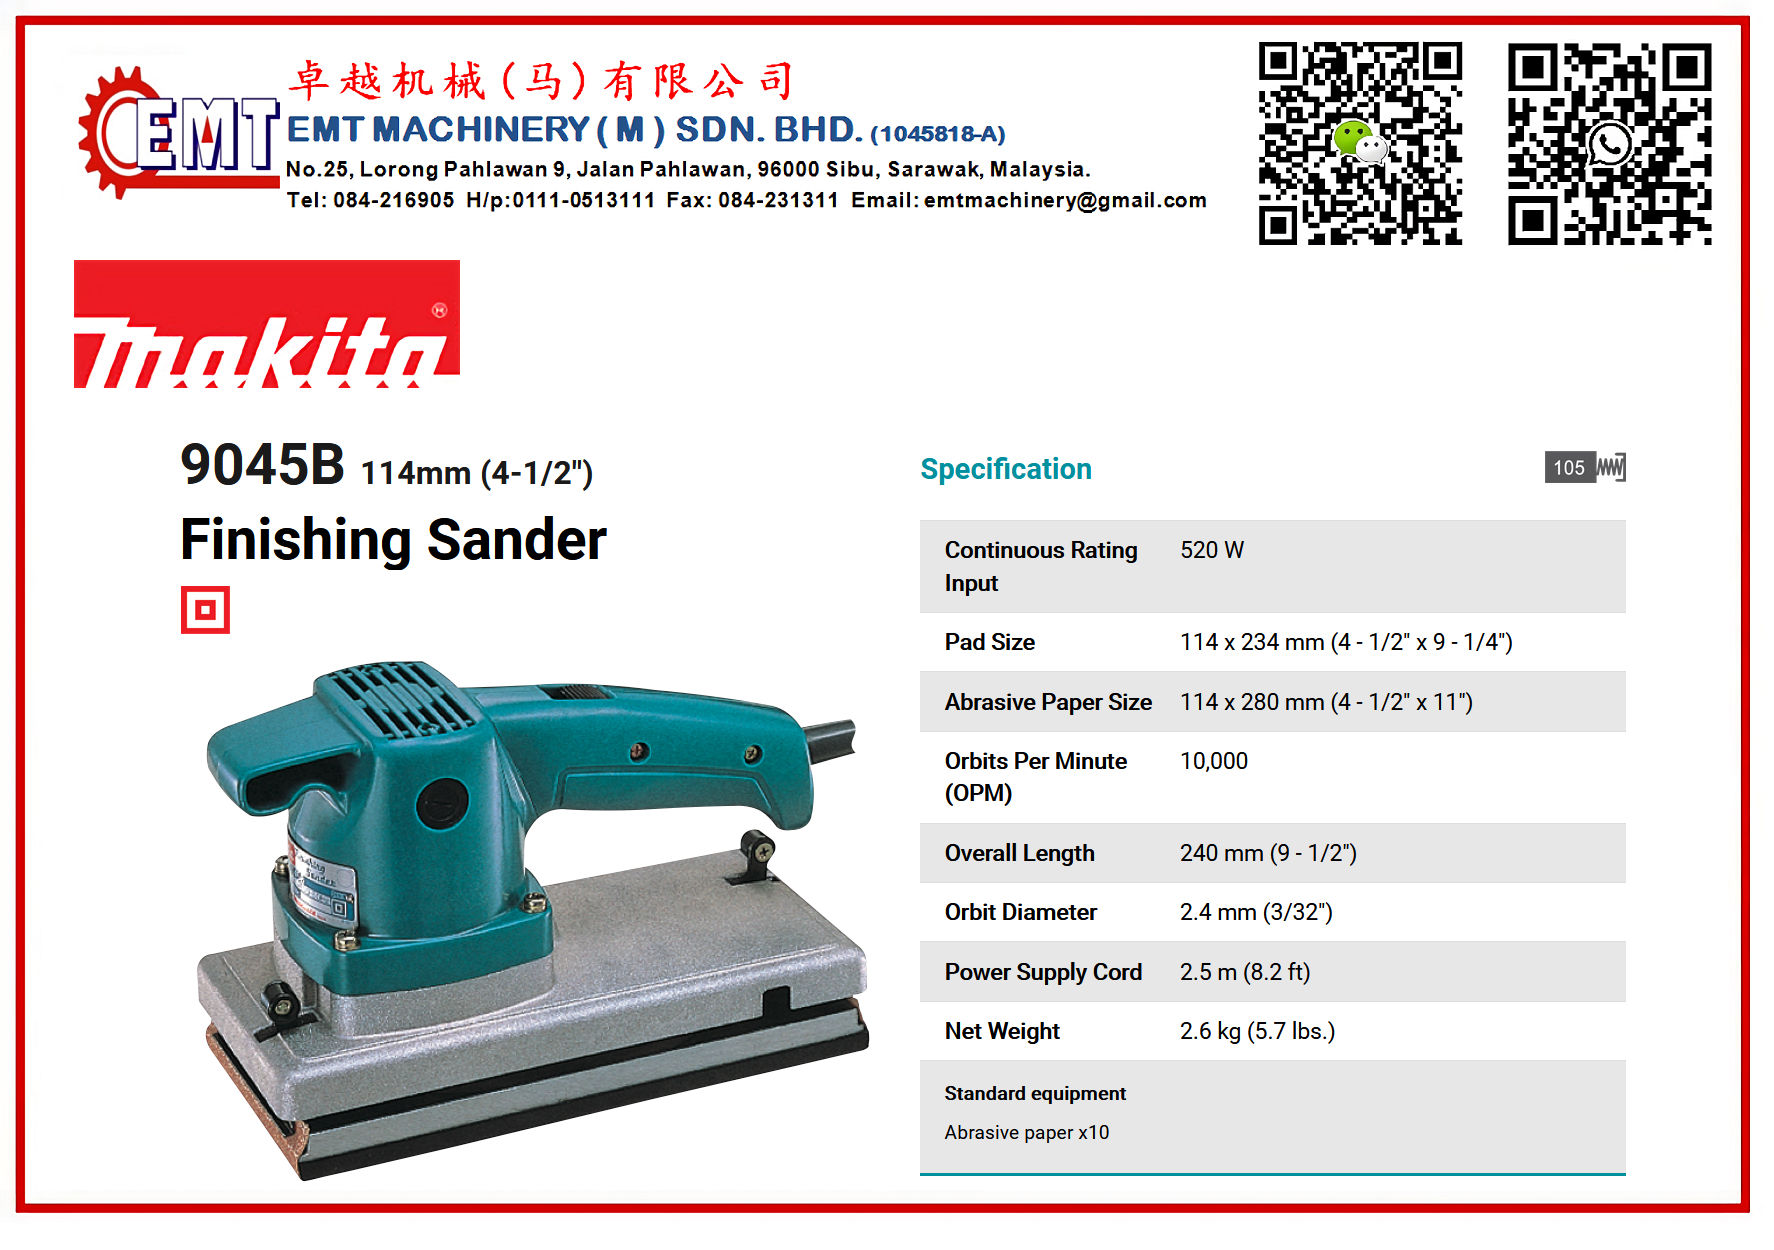 卓越机械(马)有限公司
EMT
EMT MACHINERY ( M ) SDN. BHD. (1045818-A)
No.25, Lorong Pahlawan 9, Jalan Pahlawan, 96000 Sibu, Sarawak, Malaysia.
Tel: 084-216905 H/p:0111-0513111 Fax: 084-231311 Email: emtmachinery@gmail.com
makita ®
9045B 114mm (4-1/2")
Finishing Sander
Finishing
Sander
Specification
105
Continuous Rating Input 520 W
Pad Size 114 x 234 mm (4 - 1/2" x 9 - 1/4")
Abrasive Paper Size 114 x 280 mm (4 - 1/2" x 11")
Orbits Per Minute (OPM) 10,000
Overall Length 240 mm (9 - 1/2")
Orbit Diameter 2.4 mm (3/32")
Power Supply Cord 2.5 m (8.2 ft)
Net Weight 2.6 kg (5.7 lbs.)
Standard equipment
Abrasive paper x10